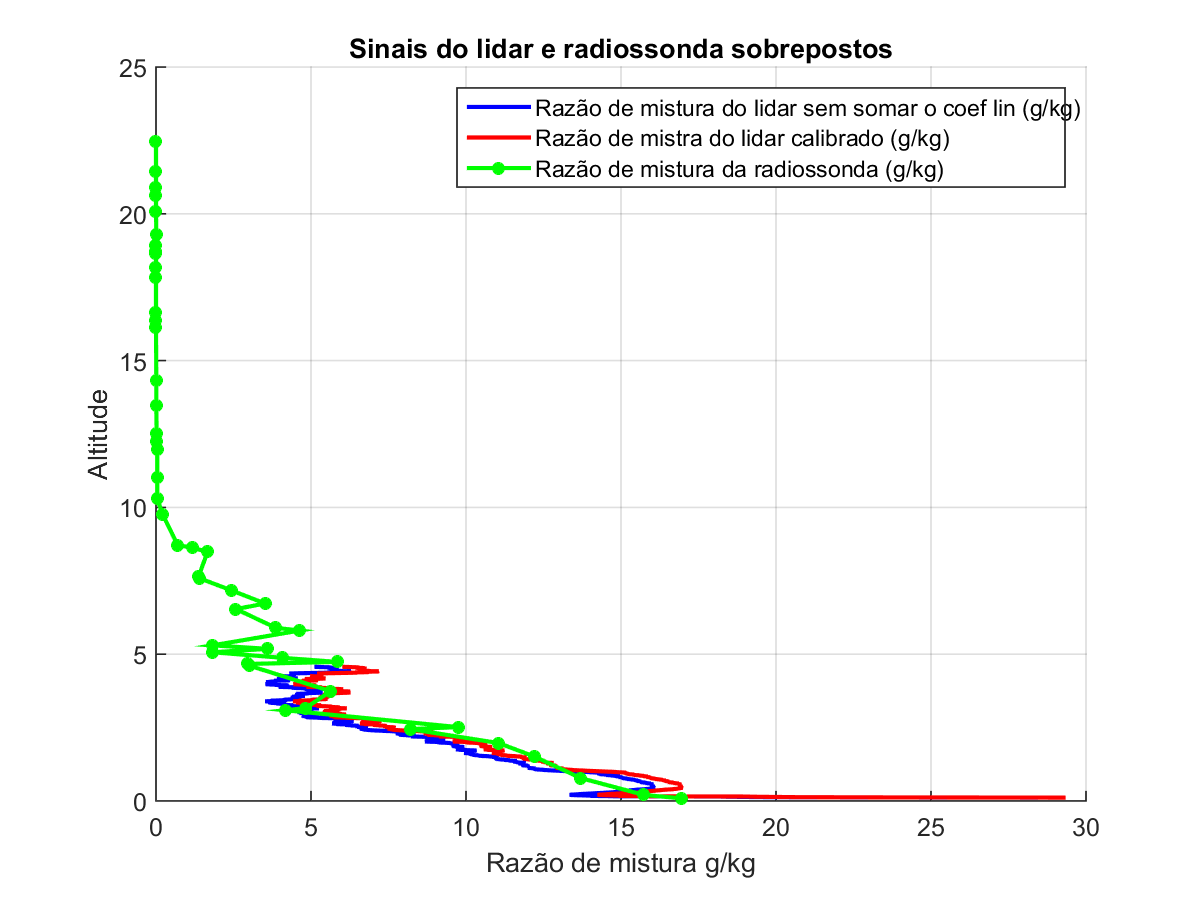 Sinais do lidar e radiossonda sobrepostos
25
20
15
10
5
0
Altitude
Razão de mistura do lidar sem somar o coef lin (g/kg)
Razão de mistra do lidar calibrado (g/kg)
Razão de mistura da radiossonda (g/kg)
0 5 10 15 20 25 30
Razão de mistura g/kg